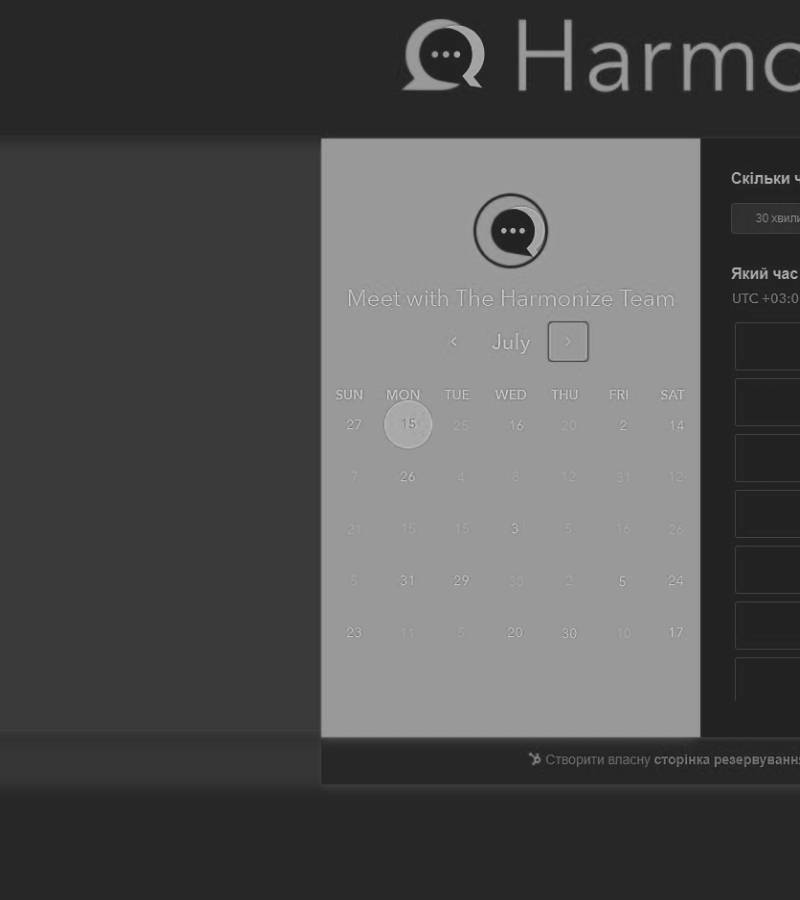 Harmo
Meet with The Harmonize Team
July
SUN MON TUE WED THU FRI SAT
27 15 25 16 20 2 14
7 26 4 8 12 31 12
21 15 15 3 5 16 26
5 31 29 30 2 5 24
23 11 5 20 30 10 17
Скільки ч
30 хвили
Який час
UTC +03:0
Створити власну сторінка резервуванн